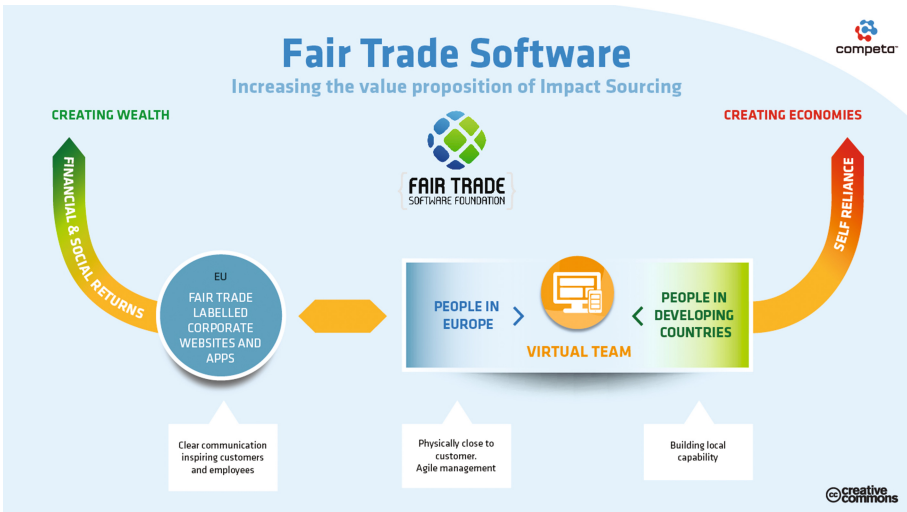 Fair Trade Software
Increasing the value proposition of Impact Sourcing
competa™
CREATING WEALTH
CREATING ECONOMIES
FINANCIAL & SOCIAL RETURNS
{FAIR TRADE}
SOFTWARE FOUNDATION
SELF RELIANCE
EU
FAIR TRADE
LABELLED
CORPORATE
WEBSITES AND
APPS
PEOPLE IN
EUROPE
VIRTUAL TEAM
PEOPLE IN
DEVELOPING
COUNTRIES
Clear communication
inspiring customers
and employees
Physically close to
customer.
Agile management
Building local
capability
cc creative
commons